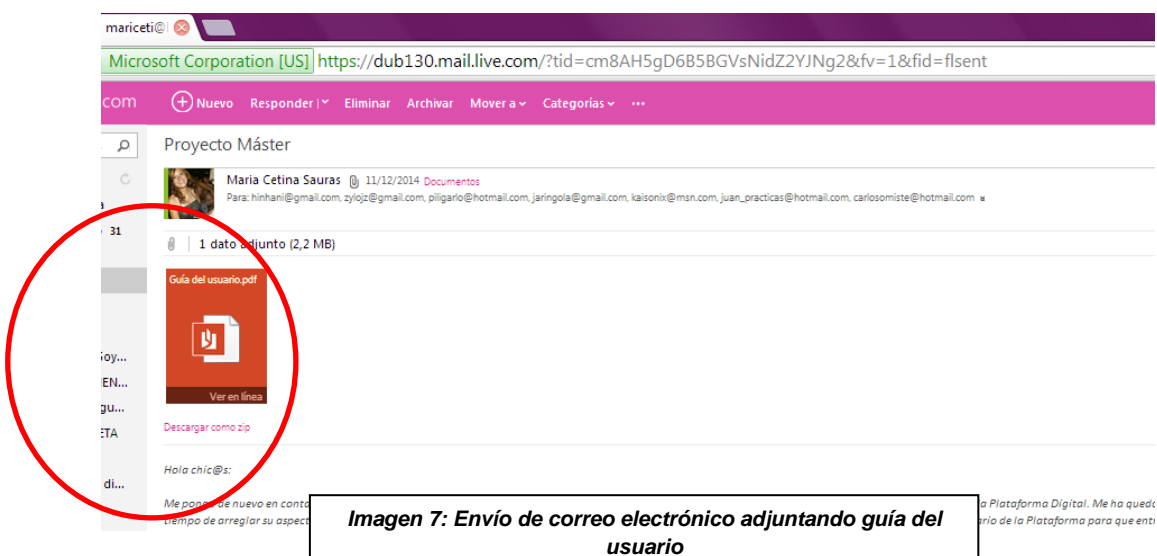 mariceti@
Microsoft Corporation [US] https://dub130.mail.live.com/?tid=cm8AH5gD6B5BGVsNidZ2YJNg2&fv=1&fid=flsent
com Nuevo Responder Eliminar Archivar Mover a Categorías ...
Proyecto Máster
Maria Cetina Sauras 11/12/2014 Documentos
Para: hinhani@gmail.com, zylojz@gmail.com, piligario@hotmail.com, jaringola@gmail.com, kaisonix@msn.com, juan_practicas@hotmail.com, carlosomiste@hotmail.com
31
1 dato adjunto (2,2 MB)
Guía del usuario.pdf
Ver en línea
Descargar como zip
Hola chic@s:
Me pongo de nuevo en conta a Plataforma Digital. Me ha queda
tiempo de arreglar su aspect rio de la Plataforma para que entr
Imagen 7: Envío de correo electrónico adjuntando guía del
usuario